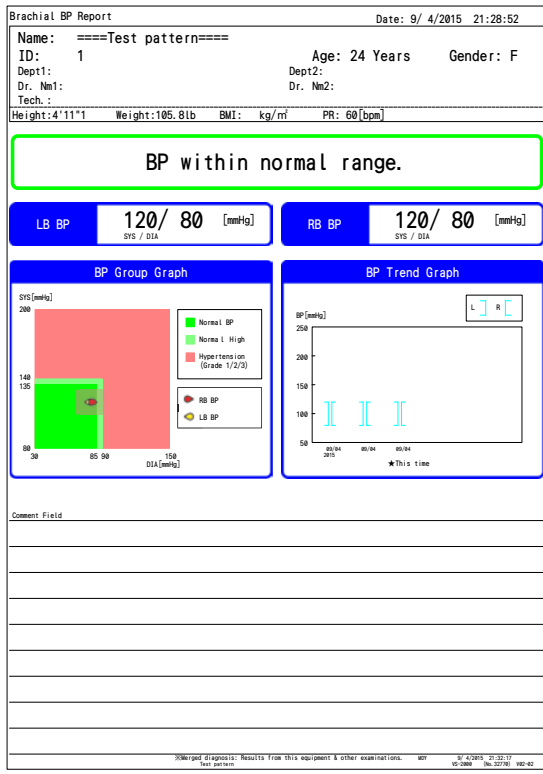 Brachial BP Report Date: 9/ 4/2015 21:28:52
Name: ====Test pattern====
ID: 1 Age: 24 Years Gender: F
Dept1: Dept2:
Dr. Nm1: Dr. Nm2:
Tech.:
Height:4'11"1 Weight:105.8lb BMI: kg/㎡ PR: 60[bpm]
BP within normal range.
LB BP 120/ 80 [mmHg]
SYS / DIA
RB BP 120/ 80 [mmHg]
SYS / DIA
BP Group Graph
SYS[mmHg]
200
140
135
80
30 85 90 150
DIA[mmHg]
Normal BP
Normal High
Hypertension
(Grade 1/2/3)
RB BP
LB BP
BP Trend Graph
L R
BP[mmHg]
250
200
150
100
50
09/04 09/04 09/04
2015
★This time
Comment Field
※Merged diagnosis: Results from this equipment & other examinations. WDY 9/ 4/2015 21:32:17
Test pattern VS-2000 [No.32770] V02-02